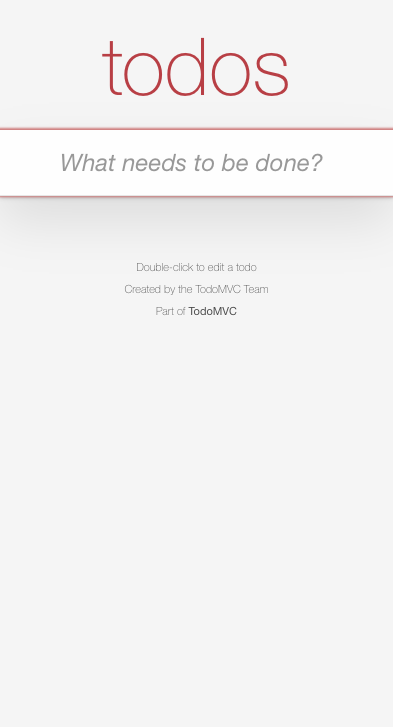 todos
What needs to be done?
Double-click to edit a todo
Created by the TodoMVC Team
Part of TodoMVC